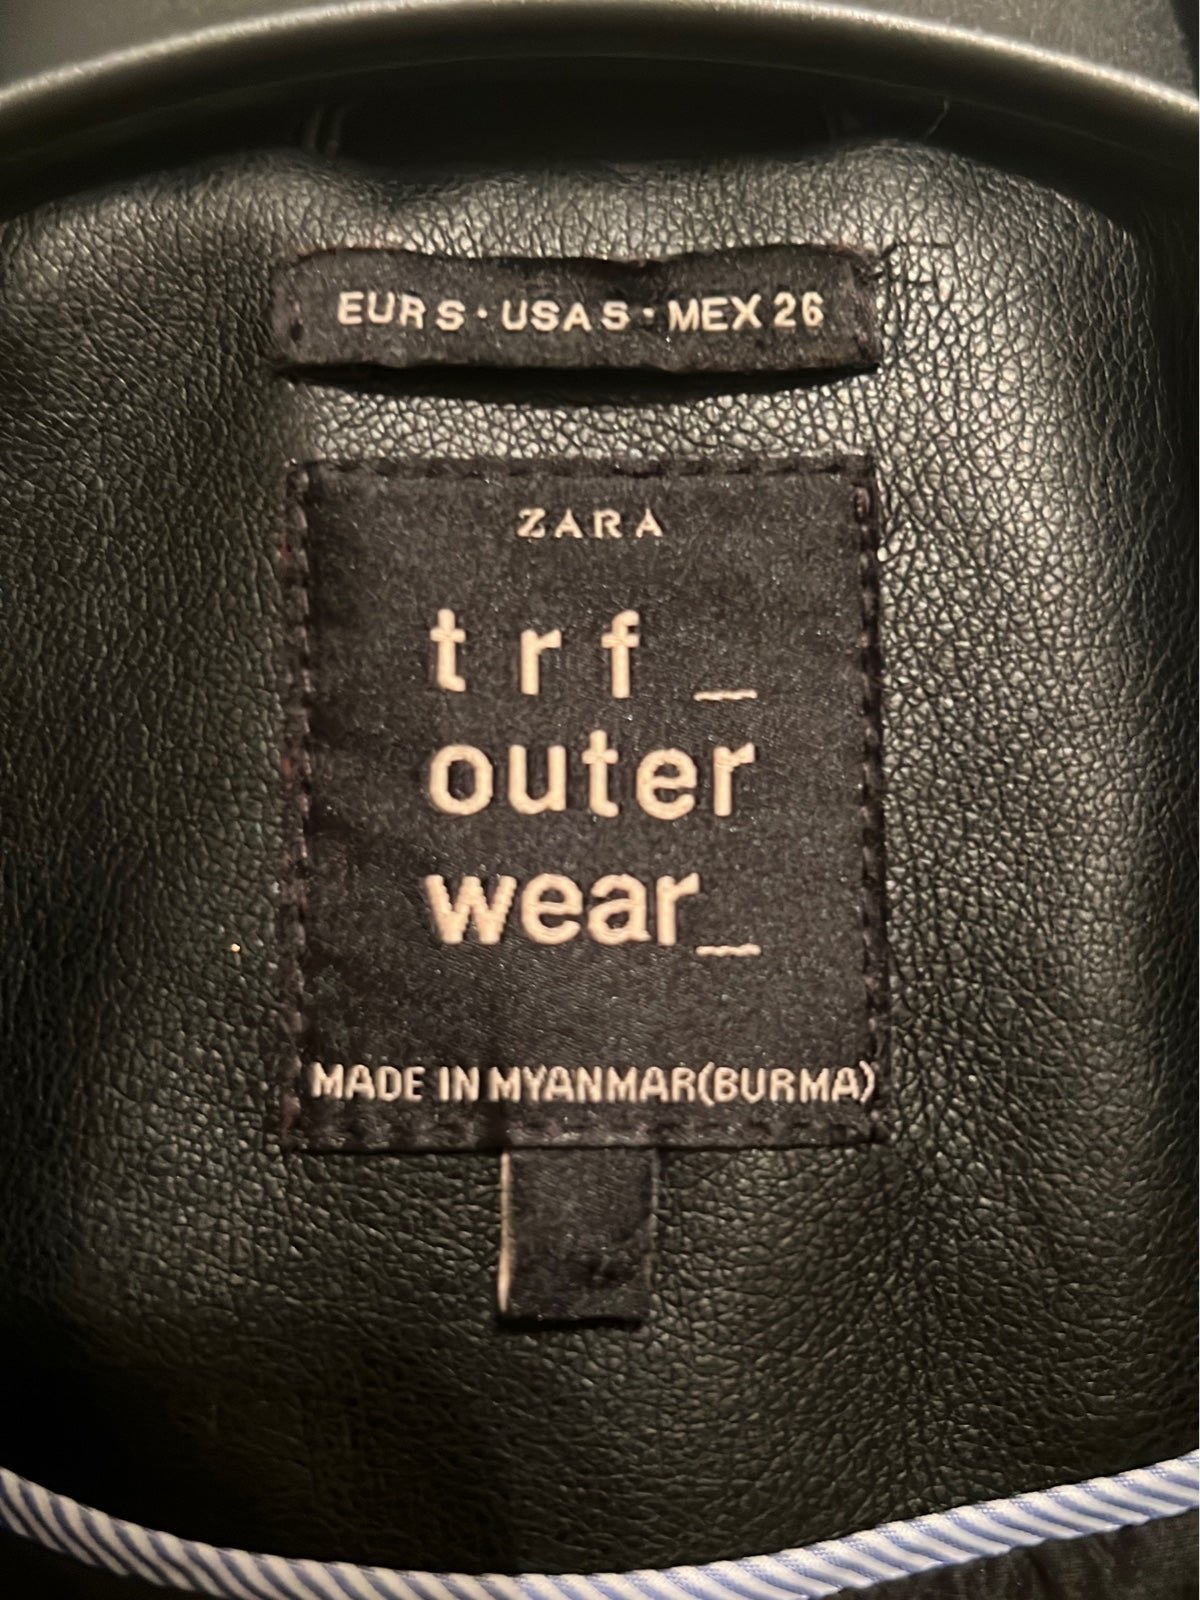 EUR S · USA S · MEX 26
ZARA
trf_
outer
wear_
MADE IN MYANMAR(BURMA)